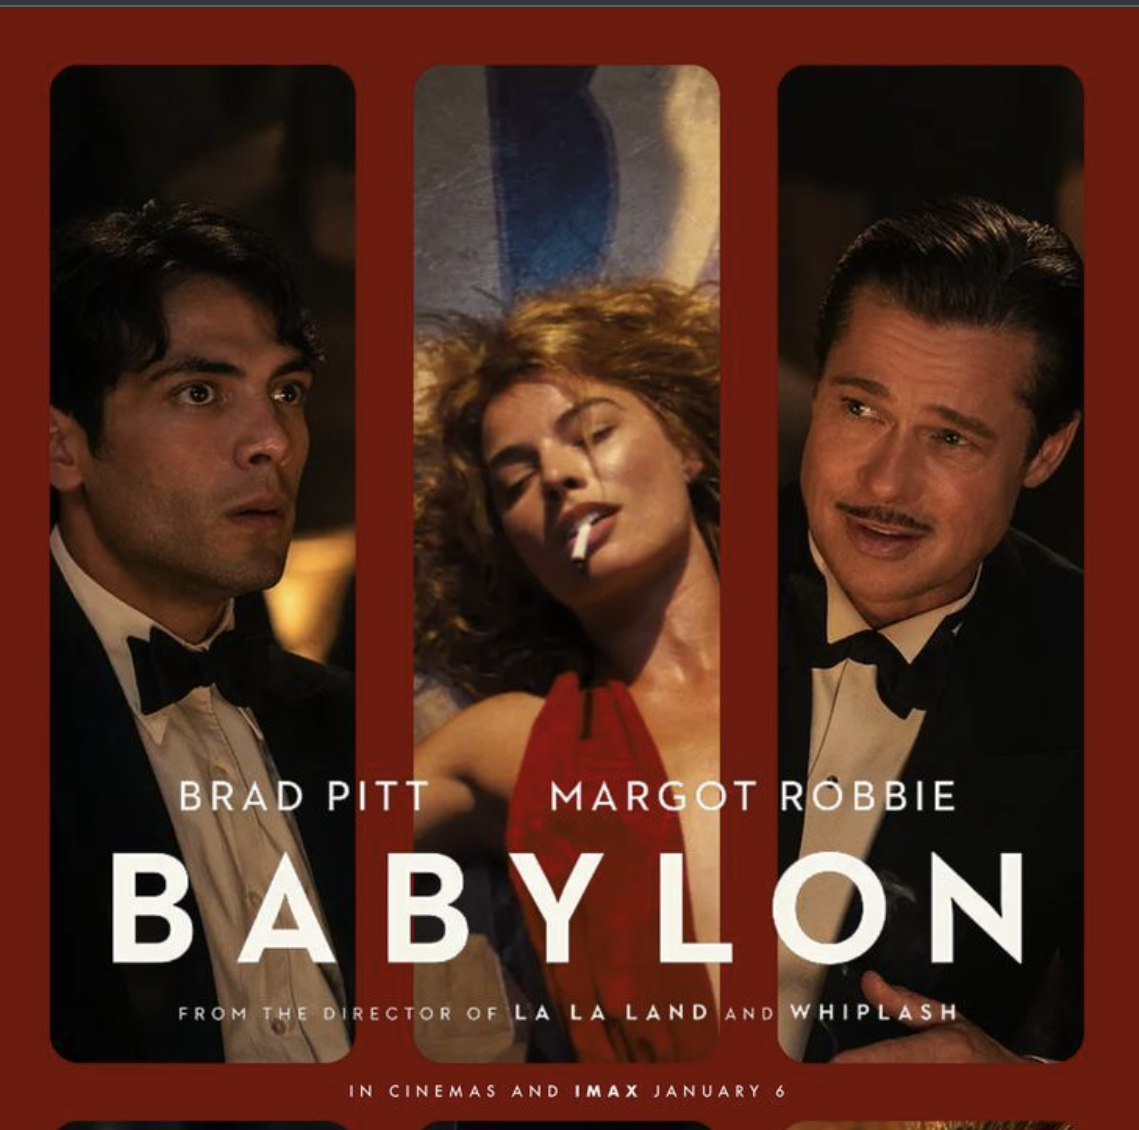 BRAD PITT MARGOT ROBBIE
BABYLON
FROM THE DIRECTOR OF LA LA LAND AND WHIPLASH
IN CINEMAS AND IMAX JANUARY 6